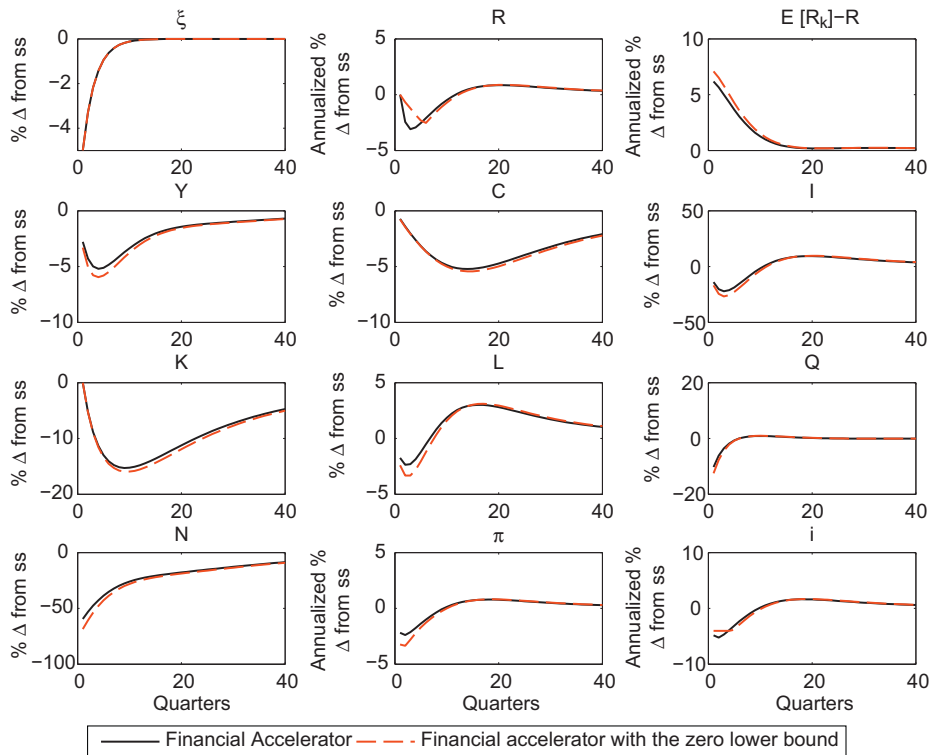 ξ R E [Rk]−R
% Δ from ss
0
−2
−4
0 20 40
Annualized %
Δ from ss
5
0
−5
0 20 40
Annualized %
Δ from ss
10
5
0
0 20 40
Y C I
% Δ from ss
0
−5
−10
0 20 40
% Δ from ss
0
−5
−10
0 20 40
% Δ from ss
50
0
−50
0 20 40
K L Q
% Δ from ss
0
−10
−20
0 20 40
% Δ from ss
5
0
−5
0 20 40
% Δ from ss
20
0
−20
0 20 40
N π i
% Δ from ss
0
−50
−100
0 20 40
Quarters
Annualized %
Δ from ss
5
0
−5
0 20 40
Quarters
Annualized %
Δ from ss
10
0
−10
0 20 40
Quarters
Financial Accelerator Financial accelerator with the zero lower bound